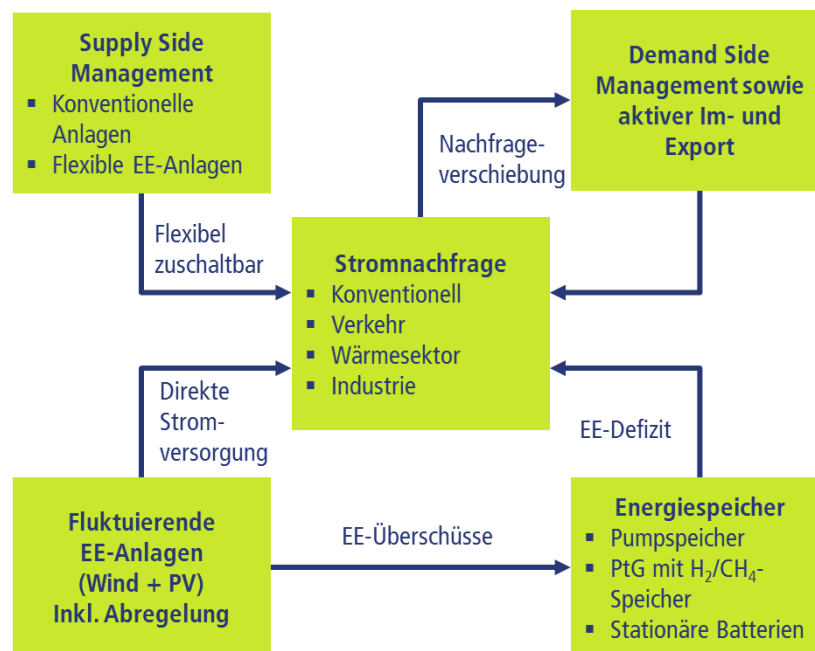 Supply Side
Management
▪ Konventionelle
Anlagen
▪ Flexible EE-Anlagen
Demand Side
Management sowie
aktiver Im- und
Export
Nachfrage-
verschiebung
Flexibel
zuschaltbar
Stromnachfrage
▪ Konventionell
▪ Verkehr
▪ Wärmesektor
▪ Industrie
Direkte
Strom-
versorgung
EE-Defizit
Fluktuierende
EE-Anlagen
(Wind + PV)
Inkl. Abregelung
EE-Überschüsse
Energiespeicher
▪ Pumpspeicher
▪ PtG mit H₂/CH₄-
Speicher
▪ Stationäre Batterien